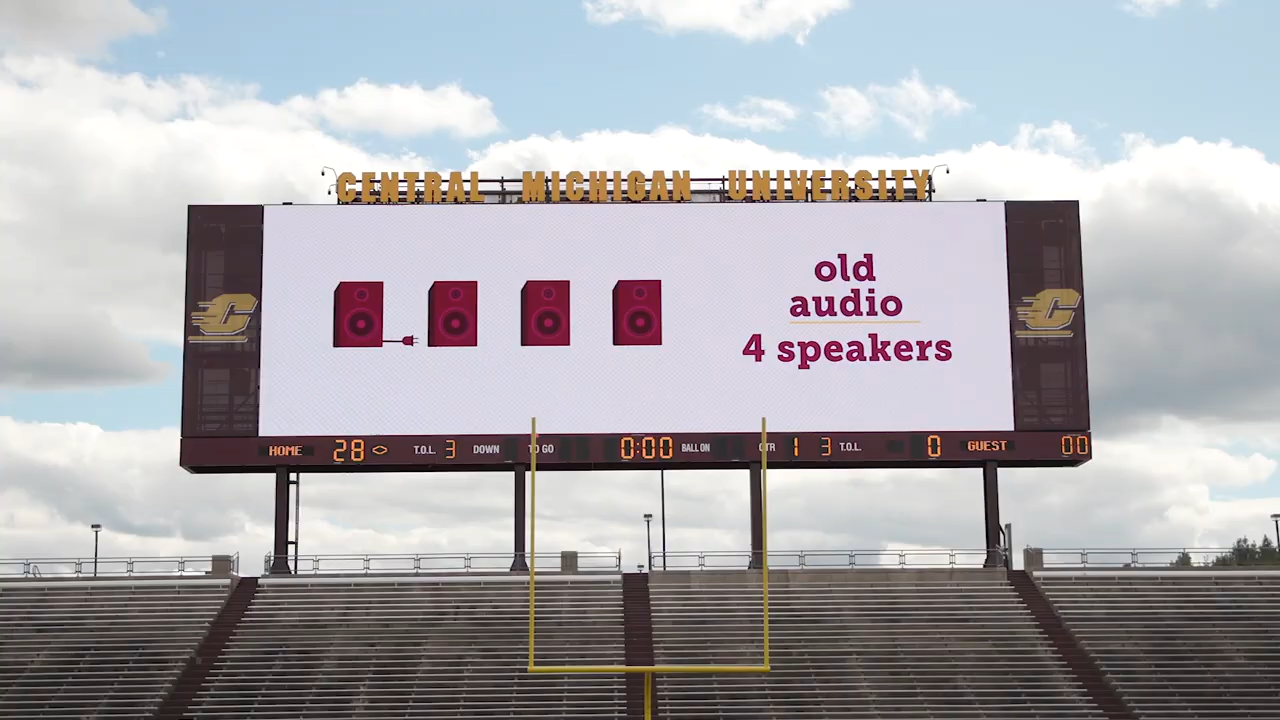 CENTRAL MICHIGAN UNIVERSITY
old
audio
4 speakers
C
C
HOME 28 T.O.L. 3 DOWN TO GO 0:00 BALL ON QTR 1 3 T.O.L. 0 GUEST 00